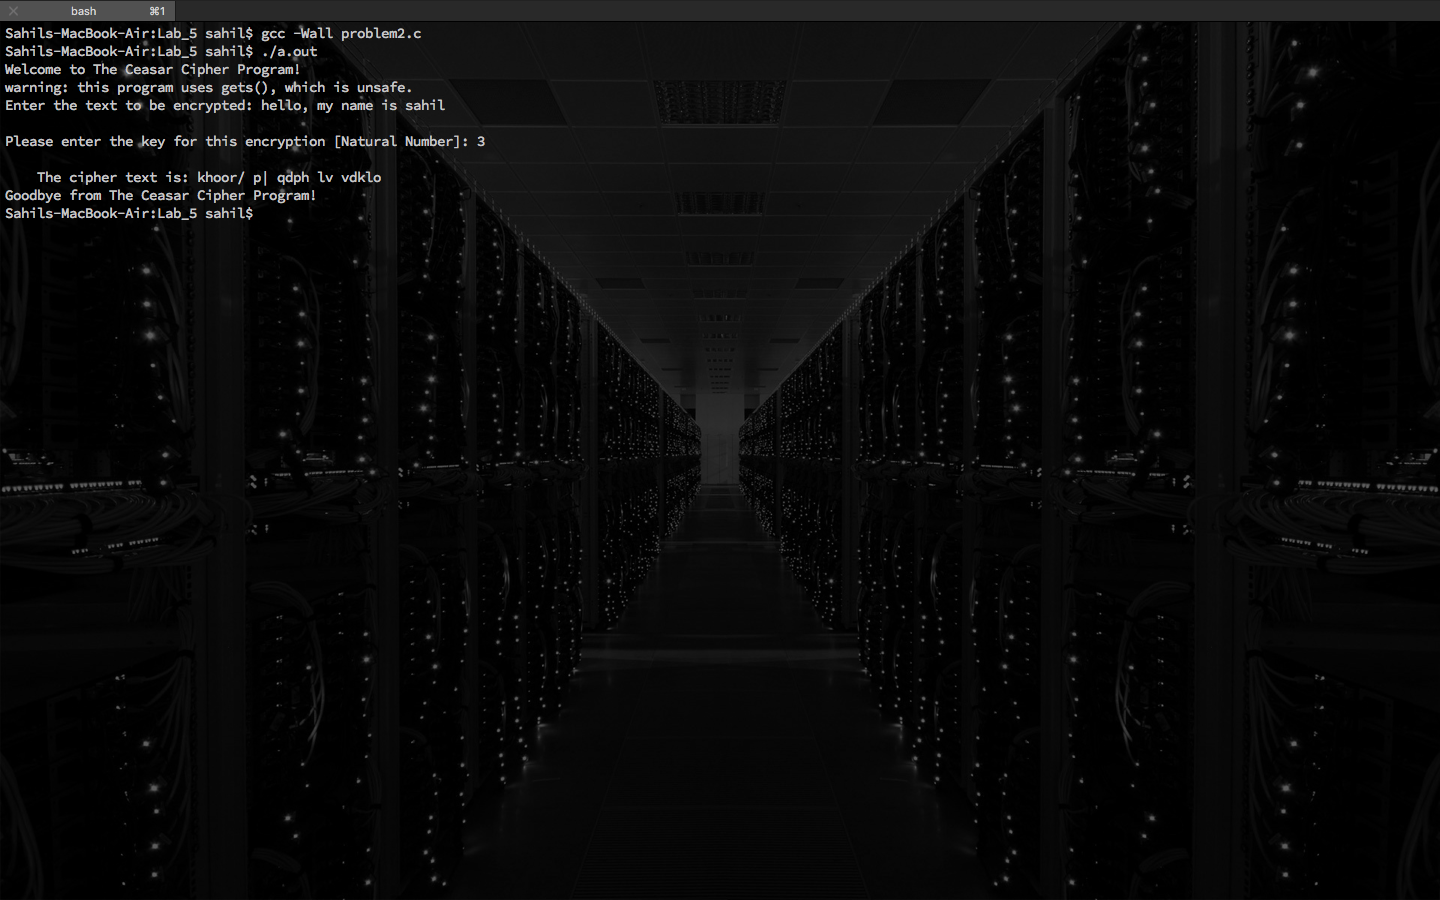 bash ⌘1
Sahils-MacBook-Air:Lab_5 sahil$ gcc -Wall problem2.c
Sahils-MacBook-Air:Lab_5 sahil$ ./a.out
Welcome to The Ceasar Cipher Program!
warning: this program uses gets(), which is unsafe.
Enter the text to be encrypted: hello, my name is sahil
Please enter the key for this encryption [Natural Number]: 3
The cipher text is: khoor/ p| qdph lv vdklo
Goodbye from The Ceasar Cipher Program!
Sahils-MacBook-Air:Lab_5 sahil$